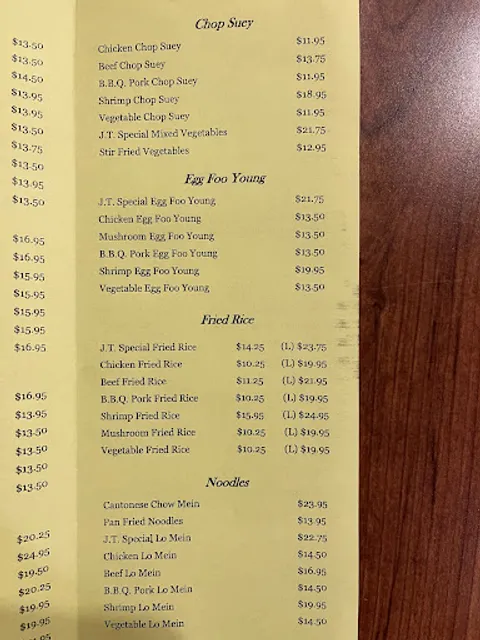 $13.50
$13.50
$14.50
$13.95
$13.95
$13.50
$13.75
$13.50
$13.95
$13.50
$16.95
$16.95
$15.95
$15.95
$15.95
$15.95
$16.95
$16.95
$13.95
$13.50
$13.50
$13.50
$13.50
$20.25
$24.95
$19.50
$20.25
$19.95
$19.95
Chop Suey
Chicken Chop Suey $11.95
Beef Chop Suey $13.75
B.B.Q. Pork Chop Suey $11.95
Shrimp Chop Suey $18.95
Vegetable Chop Suey $11.95
J.T. Special Mixed Vegetables $21.75
Stir Fried Vegetables $12.95
Egg Foo Young
J.T. Special Egg Foo Young $21.75
Chicken Egg Foo Young $13.50
Mushroom Egg Foo Young $13.50
B.B.Q. Pork Egg Foo Young $13.50
Shrimp Egg Foo Young $19.95
Vegetable Egg Foo Young $13.50
Fried Rice
J.T. Special Fried Rice $14.25 (L) $23.75
Chicken Fried Rice $10.25 (L) $19.95
Beef Fried Rice $11.25 (L) $21.95
B.B.Q. Pork Fried Rice $10.25 (L) $19.95
Shrimp Fried Rice $15.95 (L) $24.95
Mushroom Fried Rice $10.25 (L) $19.95
Vegetable Fried Rice $10.25 (L) $19.95
Noodles
Cantonese Chow Mein $23.95
Pan Fried Noodles $13.95
J.T. Special Lo Mein $22.75
Chicken Lo Mein $14.50
Beef Lo Mein $16.95
B.B.Q. Pork Lo Mein $14.50
Shrimp Lo Mein $19.95
Vegetable Lo Mein $14.50